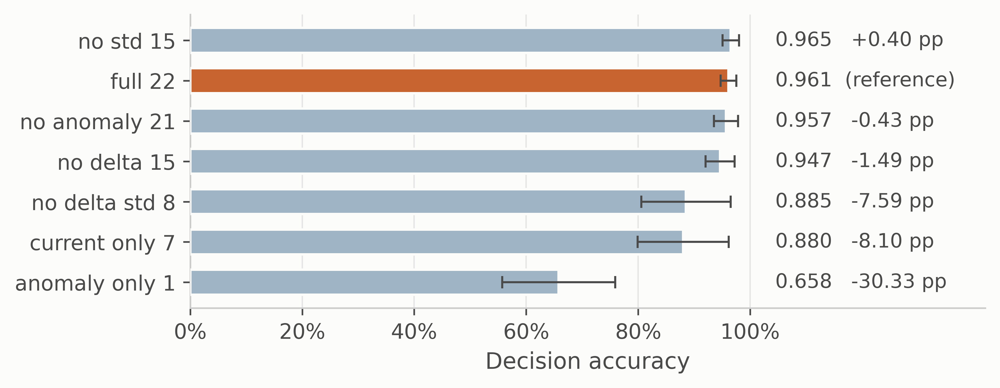 no std 15 0.965 +0.40 pp
full 22 0.961 (reference)
no anomaly 21 0.957 -0.43 pp
no delta 15 0.947 -1.49 pp
no delta std 8 0.885 -7.59 pp
current only 7 0.880 -8.10 pp
anomaly only 1 0.658 -30.33 pp
0% 20% 40% 60% 80% 100%
Decision accuracy